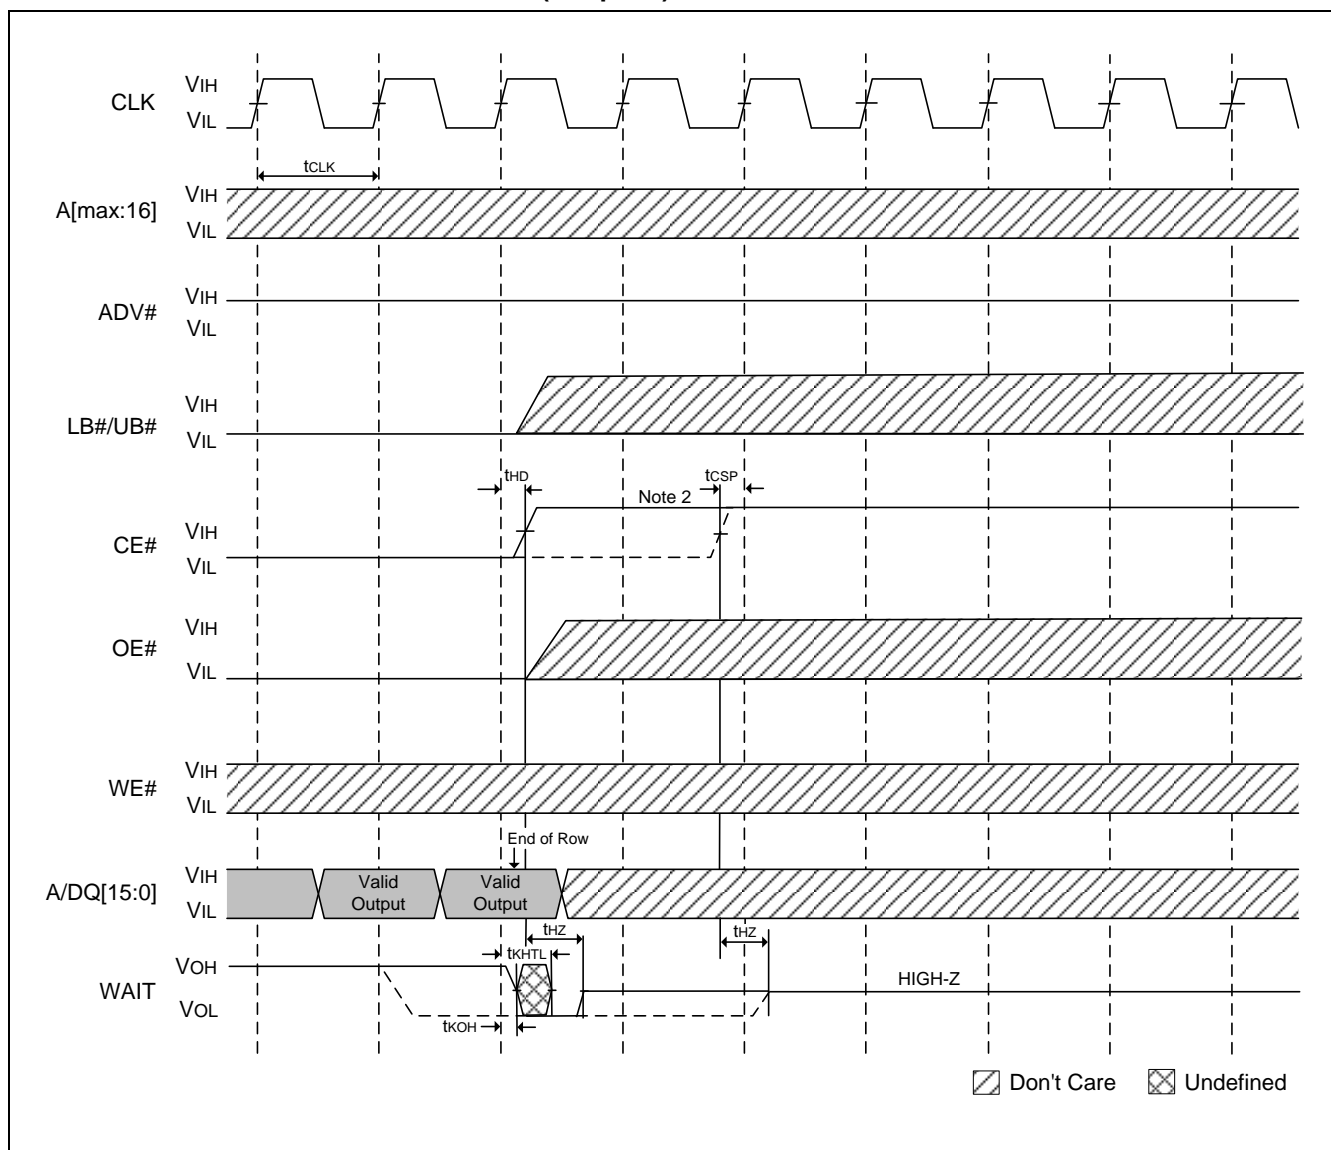 VIH
CLK
VIL
tCLK
VIH
A[max:16]
VIL
VIH
ADV#
VIL
VIH
LB#/UB#
VIL
tHD
tCSP
Note 2
VIH
CE#
VIL
VIH
OE#
VIL
VIH
WE#
VIL
End of Row
VIH
A/DQ[15:0]
VIL
Valid
Output
Valid
Output
tHZ
tHZ
tKHTL
VOH
WAIT
VOL
HIGH-Z
tKOH
Don't Care
Undefined